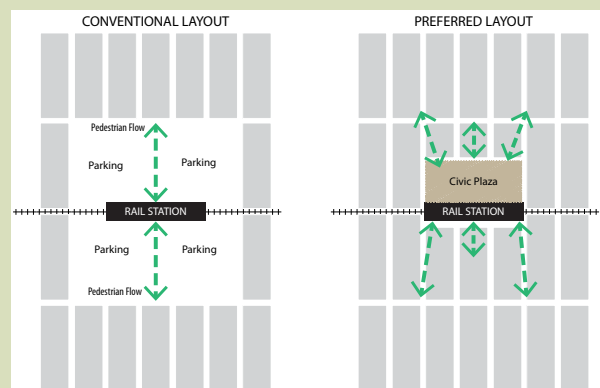 CONVENTIONAL LAYOUT
Pedestrian Flow
Parking
Parking
RAIL STATION
Parking
Parking
Pedestrian Flow
PREFERRED LAYOUT
Civic Plaza
RAIL STATION